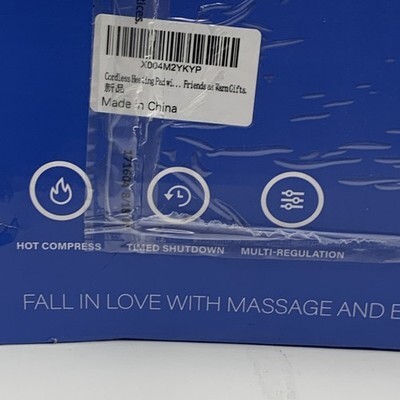 ices.
X004M2YKYP
Cordless Heating Pad wi... Friends as Warm Gifts.
新品
Made in China
HOT COMPRESS
TIMED SHUTDOWN
MULTI-REGULATION
FALL IN LOVE WITH MASSAGE AND E